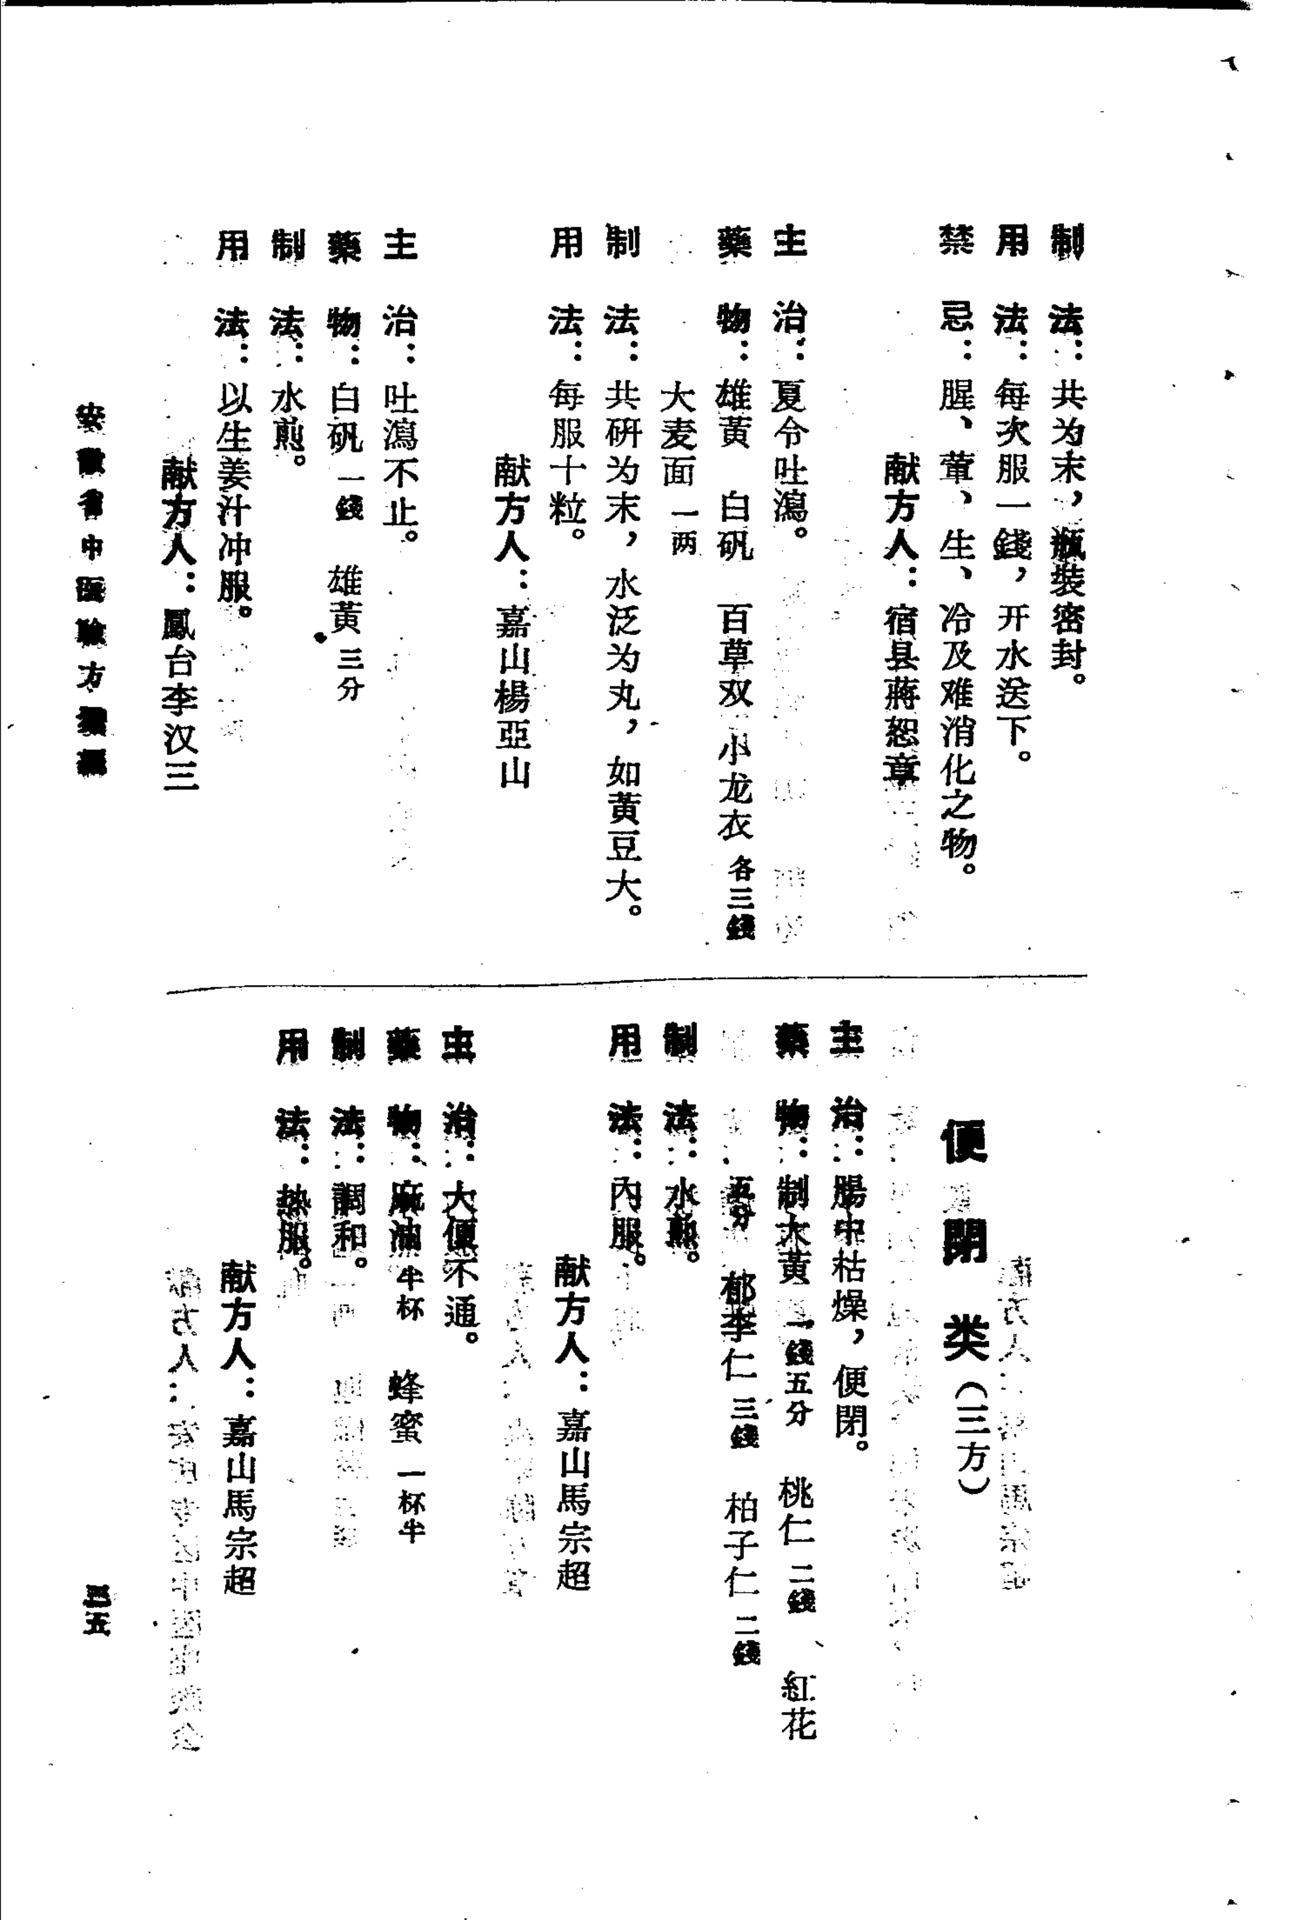 制　法：共为末，瓶装密封。
用　法：每次服一錢，开水送下。
禁　忌：腥、葷、生、冷及难消化之物。
献方人：宿县蔣恕章
主　治：夏令吐瀉。
藥　物：雄黄　白矾　百草双　小龙衣　各三錢
大麦面　一两
制　法：共研为末，水泛为丸，如黄豆大。
用　法：每服十粒。
献方人：嘉山楊亞山
主　治：吐瀉不止。
藥　物：白矾　一錢　雄黄　三分
制　法：水煎。
用　法：以生姜汁冲服。
献方人：鳳台李汉三
便閉类（三方）
主　治：腸中枯燥，便閉。
藥　物：制大黄　一錢五分　桃仁　二錢　紅花
五分　郁李仁　三錢　柏子仁　二錢
制　法：水煎。
用　法：內服。
献方人：嘉山馬宗超
主　治：大便不通。
藥　物：麻油　半杯　蜂蜜　一杯半
制　法：調和。
用　法：热服。
献方人：嘉山馬宗超
安徽省中医驗方
三五